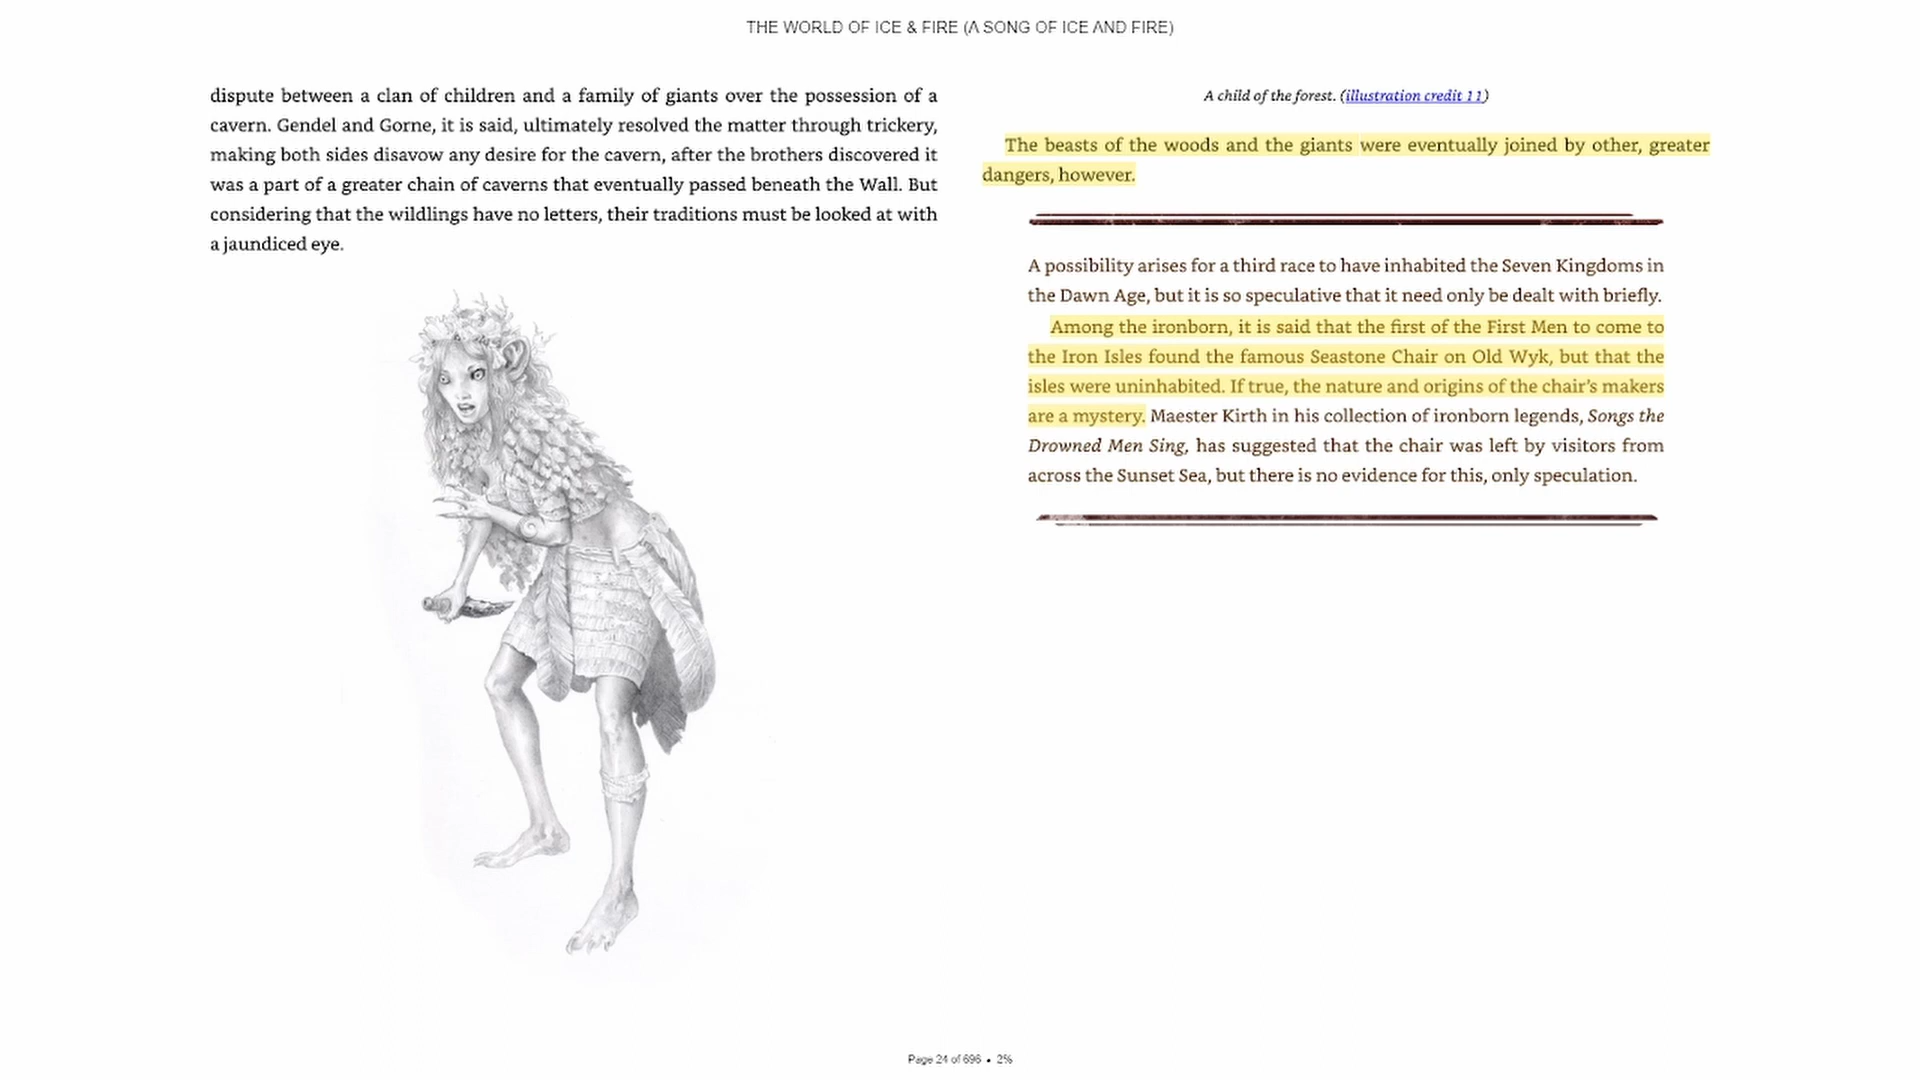 THE WORLD OF ICE & FIRE (A SONG OF ICE AND FIRE)
dispute between a clan of children and a family of giants over the possession of a
cavern. Gendel and Gorne, it is said, ultimately resolved the matter through trickery,
making both sides disavow any desire for the cavern, after the brothers discovered it
was a part of a greater chain of caverns that eventually passed beneath the Wall. But
considering that the wildlings have no letters, their traditions must be looked at with
a jaundiced eye.
A child of the forest. (illustration credit 11)
The beasts of the woods and the giants were eventually joined by other, greater
dangers, however.
A possibility arises for a third race to have inhabited the Seven Kingdoms in
the Dawn Age, but it is so speculative that it need only be dealt with briefly.
Among the ironborn, it is said that the first of the First Men to come to
the Iron Isles found the famous Seastone Chair on Old Wyk, but that the
isles were uninhabited. If true, the nature and origins of the chair’s makers
are a mystery. Maester Kirth in his collection of ironborn legends, Songs the
Drowned Men Sing, has suggested that the chair was left by visitors from
across the Sunset Sea, but there is no evidence for this, only speculation.
Page 24 of 696 • 2%